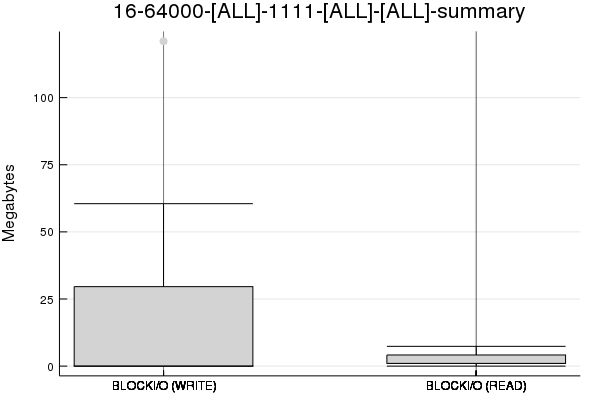 16-64000-[ALL]-1111-[ALL]-[ALL]-summary
Megabytes
100
75
50
25
0
BLOCKI/O (WRITE)
BLOCKI/O (READ)